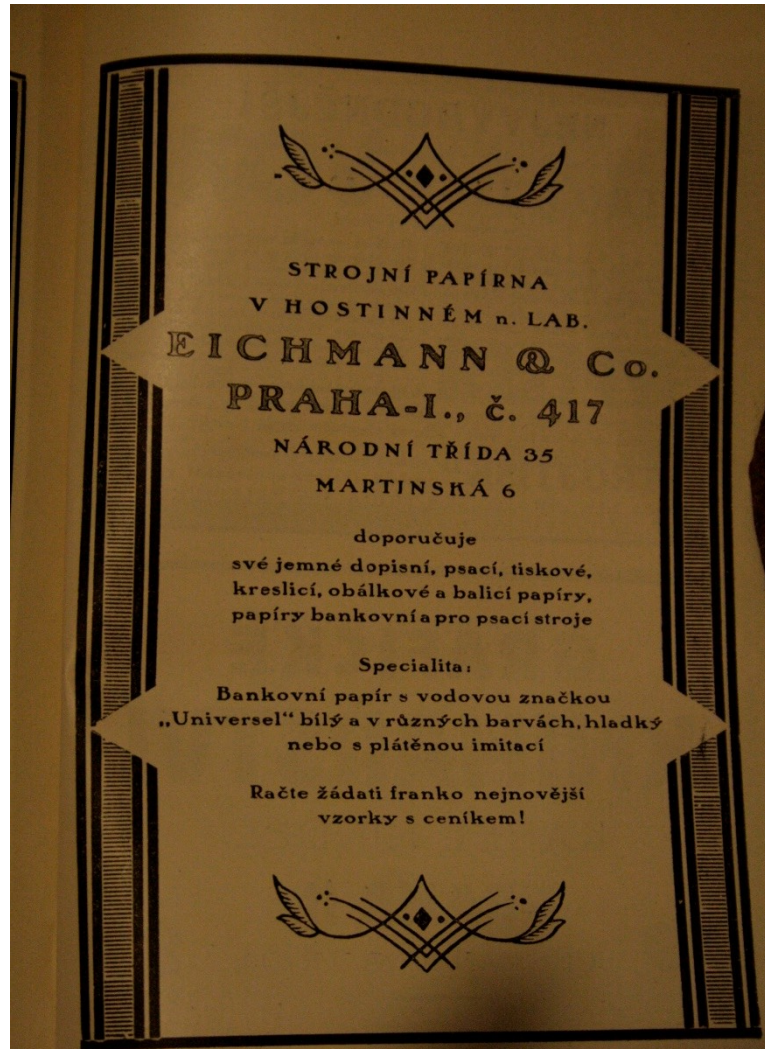 STROJNÍ PAPÍRNA
V HOSTINNÉM n. LAB.
EICHMANN & Co.
PRAHA-I., č. 417
NÁRODNÍ TŘÍDA 35
MARTINSKÁ 6
doporučuje
své jemné dopisní, psací, tiskové,
kreslicí, obálkové a balicí papíry,
papíry bankovní a pro psací stroje
Specialita:
Bankovní papír s vodovou značkou
„Universel“ bílý a v různých barvách, hladký
nebo s plátěnou imitací
Račte žádati franko nejnovější
vzorky s ceníkem!